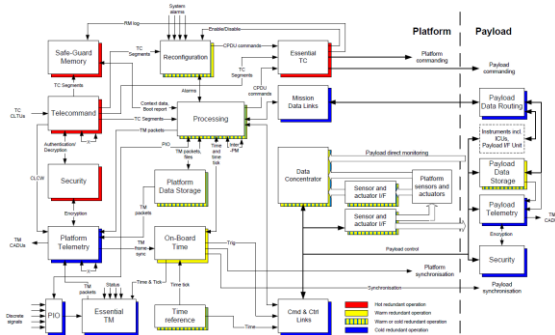 System
alarms
RM log
Enable/Disable
Platform
Payload
Safe-Guard
Memory
TC
Segments
Reconfiguration
CPDU commands
Essential
TC
Platform
commanding
TC Segments
Context data,
Boot report
Alarms
TC
Segments
CPDU
commands
Payload
commanding
TC
CLTUs
Telecommand
TC Segments
Processing
Mission
Data Links
Payload
Data Routing
TM packets
Authentication/
Decryption
PIO
TM packets,
files
Time
and time
tick
Inter
-PM
Instruments incl
ICUs,
Payload I/F Unit
Payload direct monitoring
CLCW
Security
Platform
Data Storage
Data
Concentrator
Sensor and
actuator I/F
Platform
sensors and
actuators
Payload
Data
Storage
Encryption
TM
packets
Sensor and
actuator I/F
Payload
Telemetry
TM
CADUs
Platform
Telemetry
TM
frame
sync
On-Board
Time
Trig
Payload control
Encryption
TM
CADU
Platform
synchronisation
Security
TM
packets
Status
Time & Tick
Time tick
Synchronisation
Payload
synchronisation
Discrete
signals
PIO
Essential
TM
Time
reference
Time
Cmd & Ctrl
Links
Hot redundant operation
Warm redundant operation
Warm or cold redundant operation
Cold redundant operation